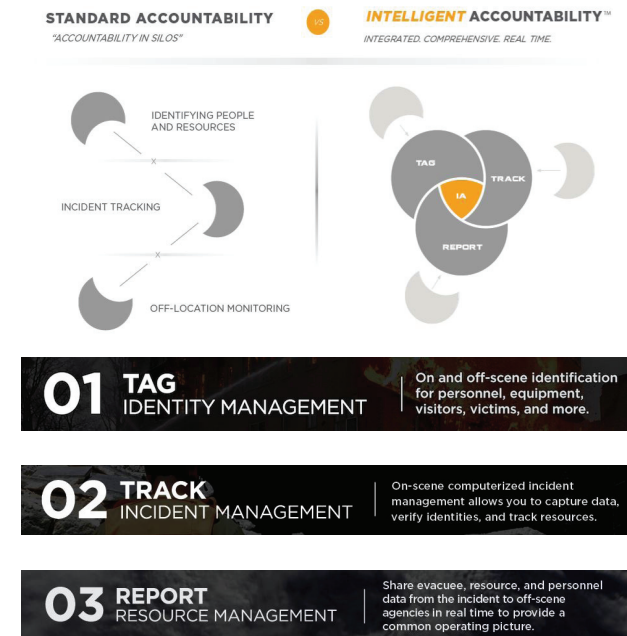 STANDARD ACCOUNTABILITY
"ACCOUNTABILITY IN SILOS"
VS
INTELLIGENT ACCOUNTABILITY™
INTEGRATED. COMPREHENSIVE. REAL TIME.
IDENTIFYING PEOPLE
AND RESOURCES
X
INCIDENT TRACKING
X
OFF-LOCATION MONITORING
TAG
TRACK
IA
REPORT
01 TAG
IDENTITY MANAGEMENT
On and off-scene identification
for personnel, equipment,
visitors, victims, and more.
02 TRACK
INCIDENT MANAGEMENT
On-scene computerized incident
management allows you to capture data,
verify identities, and track resources.
03 REPORT
RESOURCE MANAGEMENT
Share evacuee, resource, and personnel
data from the incident to off-scene
agencies in real time to provide a
common operating picture.